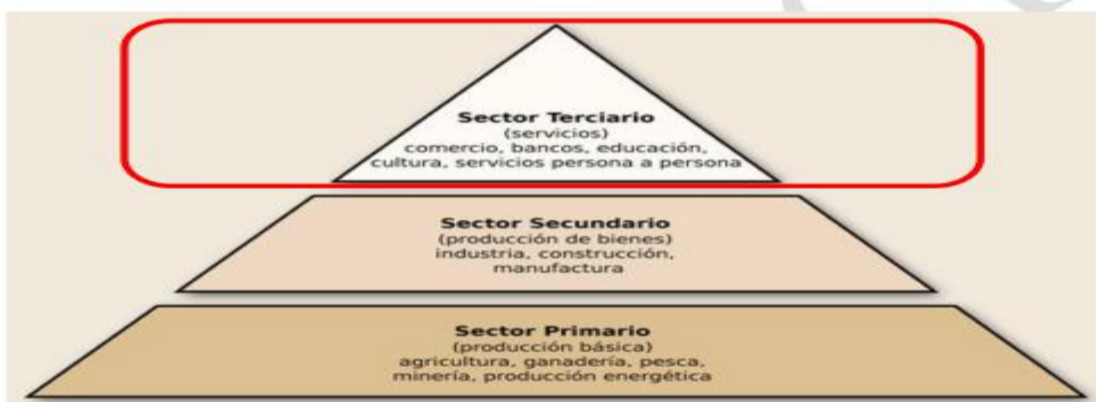 Sector Terciario
(servicios)
comercio, bancos, educación,
cultura, servicios persona a persona
Sector Secundario
(producción de bienes)
industria, construcción,
manufactura
Sector Primario
(producción básica)
agricultura, ganadería, pesca,
minería, producción energética